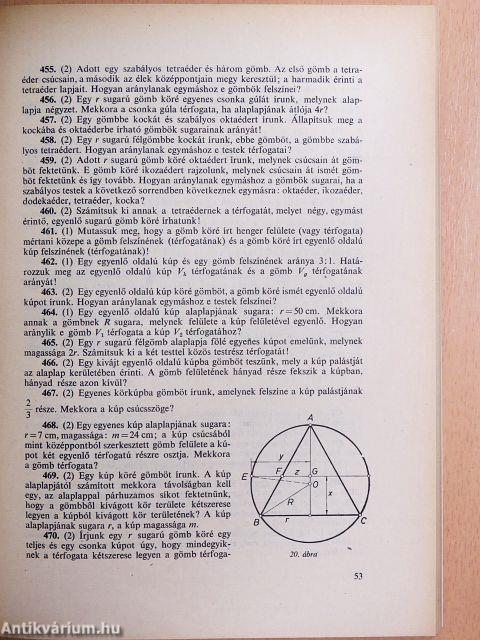 455. (2) Adott egy szabályos tetraéder és három gömb. Az első gömb a tetra-
éder csúcsain, a második az élek középpontjain megy keresztül; a harmadik érinti a
tetraéder lapjait. Hogyan aránylanak egymáshoz e gömbök felszínei?
456. (2) Egy r sugarú gömb köré egyenes csonka gúlát írunk, melynek alap-
lapja négyzet. Mekkora a csonka gúla térfogata, ha alaplapjának átlója 4r?
457. (2) Egy gömbbe kockát és szabályos oktaédert írunk. Állapítsuk meg a
kockába és oktaéderbe írható gömbök sugarainak arányát!
458. (2) Egy r sugarú félgömbbe kockát írunk, ebbe gömböt, a gömbbe szabá-
lyos tetraédert. Hogyan aránylanak egymáshoz e testek térfogatai?
459. (2) Adott r sugarú gömb köré oktaédert írunk, melynek csúcsain át göm-
böt fektetünk. E gömb köré ikozaédert rajzolunk, melynek csúcsain át ismét göm-
böt fektetünk és így tovább. Hogyan aránylanak egymáshoz a gömbök sugarai, ha a
szabályos testek a következő sorrendben következnek egymásra: oktaéder, ikozaéder,
dodekaéder, tetraéder, kocka?
460. (2) Számítsuk ki annak a tetraédernek a térfogatát, melyet négy, egymást
érintő, egyenlő sugarú gömb köré írhatunk!
461. (1) Mutassuk meg, hogy a gömb köré írt henger felülete (vagy térfogata)
mértani közepe a gömb felszínének (térfogatának) és a gömb köré írt egyenlő oldalú
kúp felszínének (térfogatának)!
462. (1) Egy egyenlő oldalú kúp és egy gömb felszínének aránya 3:1. Hatá-
rozzuk meg az egyenlő oldalú kúp V_k térfogatának és a gömb V_g térfogatának
arányát!
463. (2) Egy egyenlő oldalú kúp köré gömböt, a gömb köré ismét egyenlő oldalú
kúpot írunk. Hogyan aránylanak egymáshoz e testek felszínei?
464. (1) Egy egyenlő oldalú kúp alaplapjának sugara: r=50 cm. Mekkora
annak a gömbnek R sugara, melynek felülete a kúp felületével egyenlő. Hogyan
aránylik e gömb V₁ térfogata a kúp V₂ térfogatához?
465. (2) Egy r sugarú félgömb alaplapja fölé egyenes kúpot emelünk, melynek
magassága 2r. Számítsuk ki a két testtel közös testrész térfogatát!
466. (2) Egy kivájt egyenlő oldalú kúpba gömböt teszünk, mely a kúp palástját
az alaplap kerületében érinti. A gömb felületének hányad része fekszik a kúpban,
hányad része azon kívül?
467. (2) Egyenes körkúpba gömböt írunk, amelynek felszíne a kúp palástjának
2/3 része. Mekkora a kúp csúcsszöge?
468. (2) Egy egyenes kúp alaplapjának sugara:
r=7 cm, magassága: m=24 cm; a kúp csúcsából
mint középpontból szerkesztett gömb felülete a kú-
pot két egyenlő térfogatú részre osztja. Mekkora
a gömb térfogata?
469. (2) Egy kúp köré gömböt írunk. A kúp
alaplapjától számított mekkora távolságban kell
egy, az alaplappal párhuzamos síkot fektetnünk,
hogy a gömbből kivágott kör területe kétszerese
legyen a kúpból kivágott kör területének? A kúp
alaplapjának sugara r, a kúp magassága m.
470. (2) Írjunk egy r sugarú gömb köré egy
teljes és egy csonka kúpot úgy, hogy mindegyik-
nek a térfogata kétszerese legyen a gömb térfoga-
A
y
E
F
z
G
O
R
x
B
r
C
20. ábra
53
Antikvárium.hu